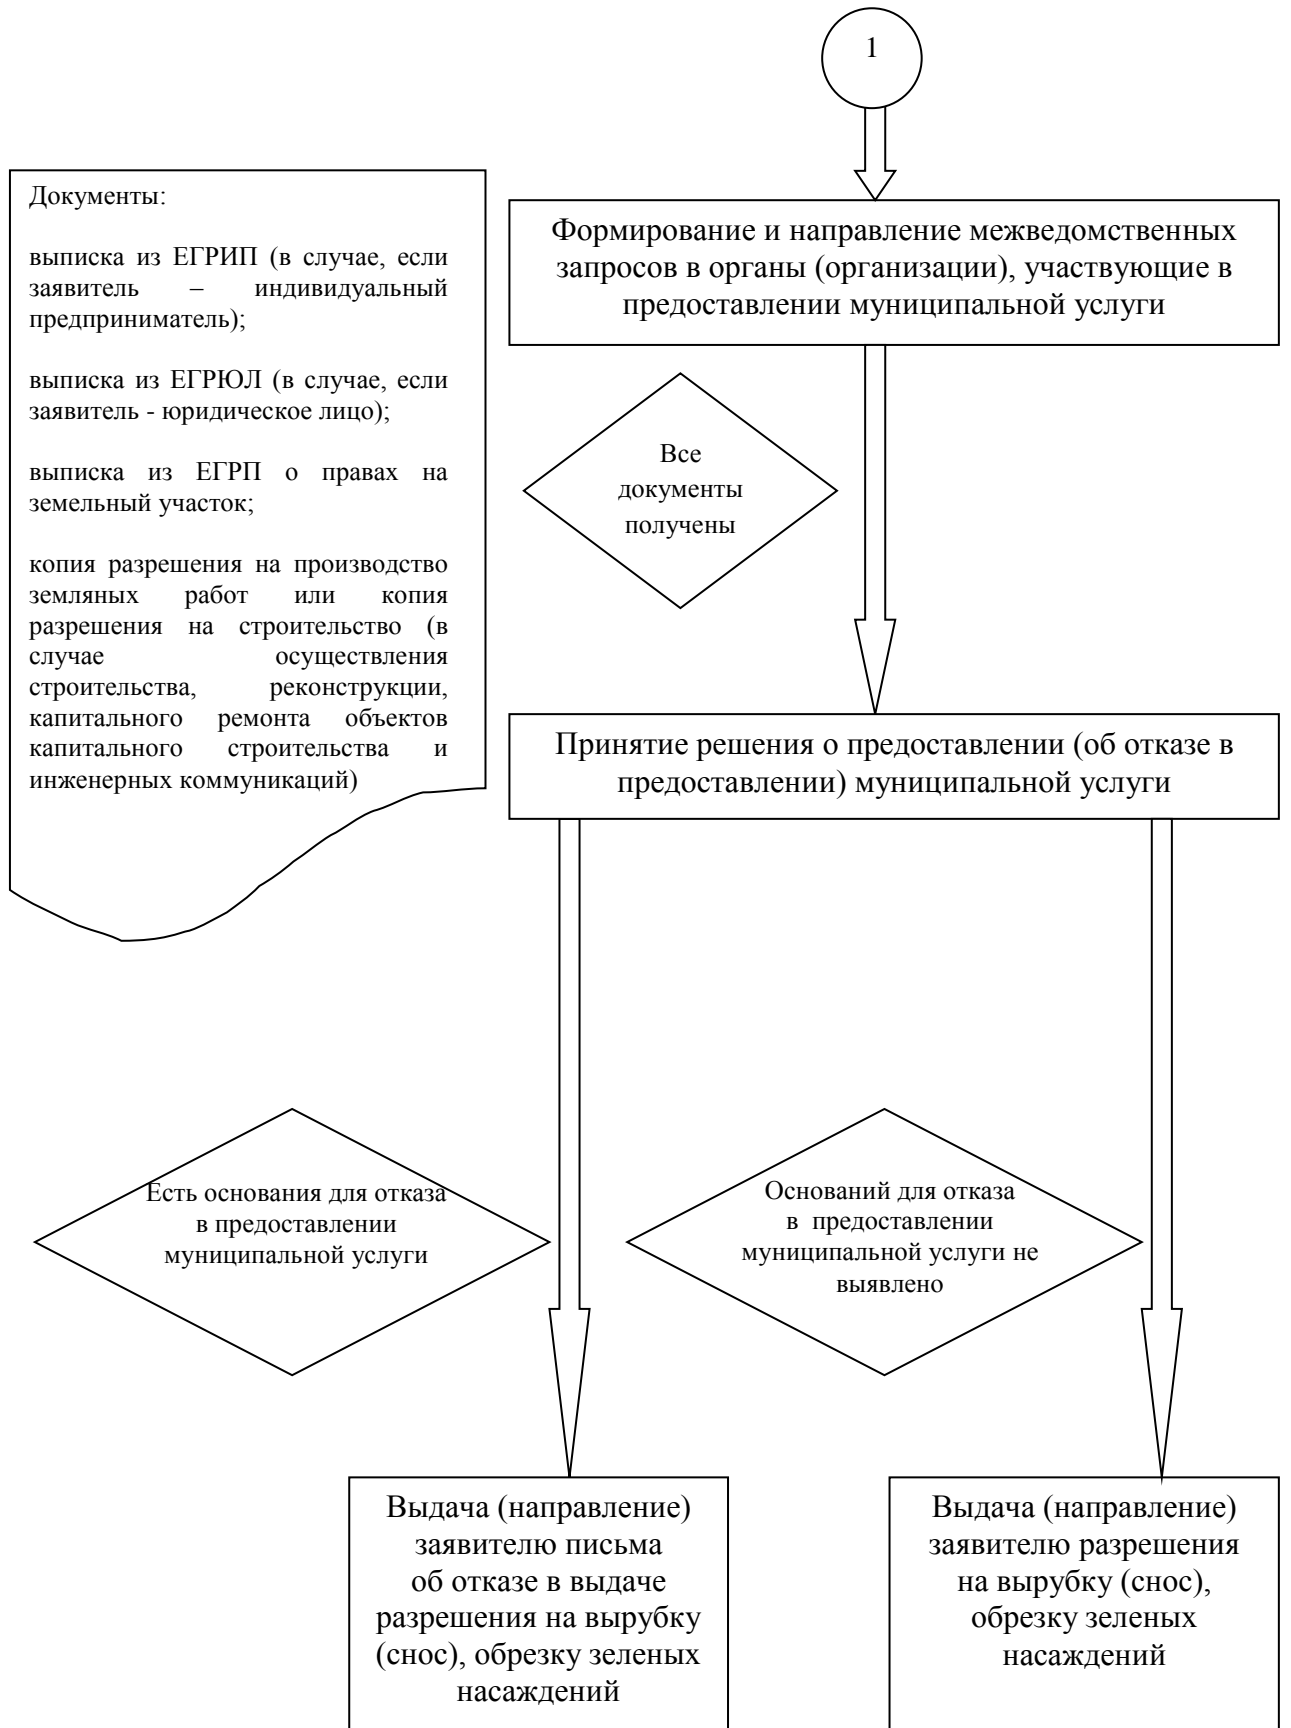 1
Документы:
выписка из ЕГРИП (в случае, если
заявитель – индивидуальный
предприниматель);
выписка из ЕГРЮЛ (в случае, если
заявитель - юридическое лицо);
выписка из ЕГРП о правах на
земельный участок;
копия разрешения на производство
земляных работ или копия
разрешения на строительство (в
случае осуществления
строительства, реконструкции,
капитального ремонта объектов
капитального строительства и
инженерных коммуникаций)
Формирование и направление межведомственных
запросов в органы (организации), участвующие в
предоставлении муниципальной услуги
Все
документы
получены
Принятие решения о предоставлении (об отказе в
предоставлении) муниципальной услуги
Есть основания для отказа
в предоставлении
муниципальной услуги
Оснований для отказа
в предоставлении
муниципальной услуги не
выявлено
Выдача (направление)
заявителю письма
об отказе в выдаче
разрешения на вырубку
(снос), обрезку зеленых
насаждений
Выдача (направление)
заявителю разрешения
на вырубку (снос),
обрезку зеленых
насаждений